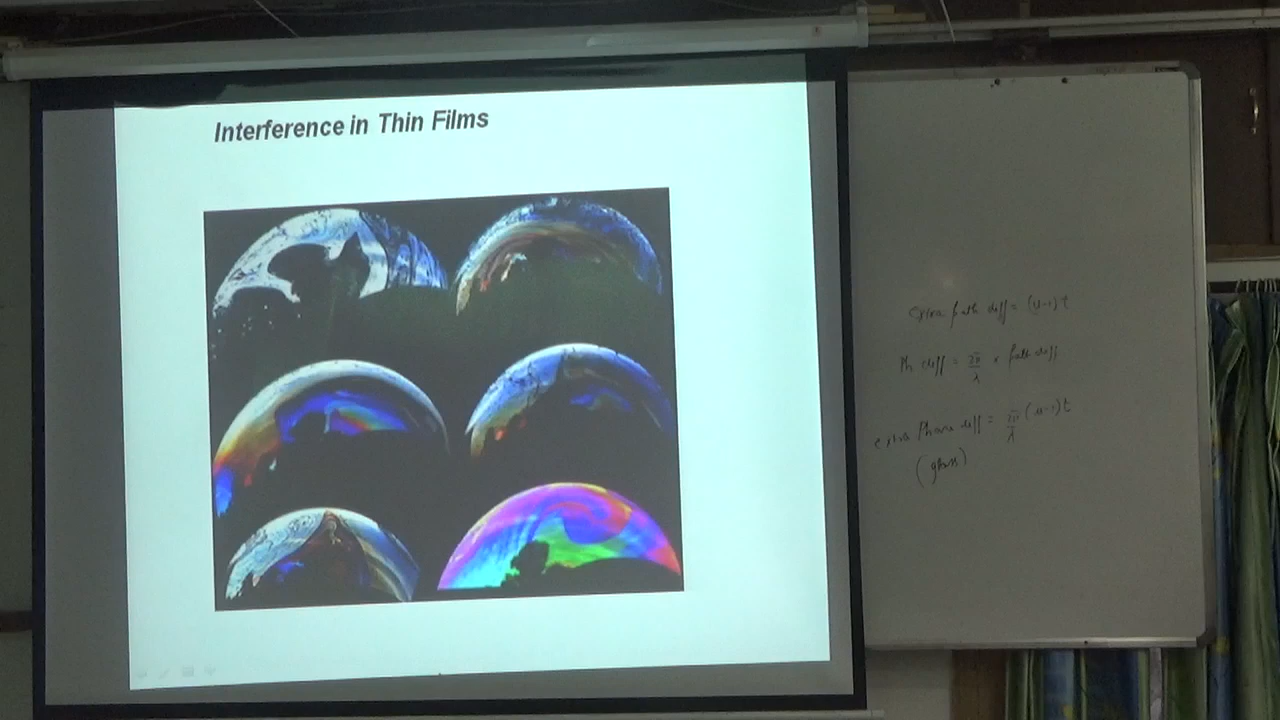 Interference in Thin Films
extra path diff = (μ-1) t
Ph diff = 2π/λ x path diff
extra Phase diff = 2π/λ (μ-1) t
(glass)